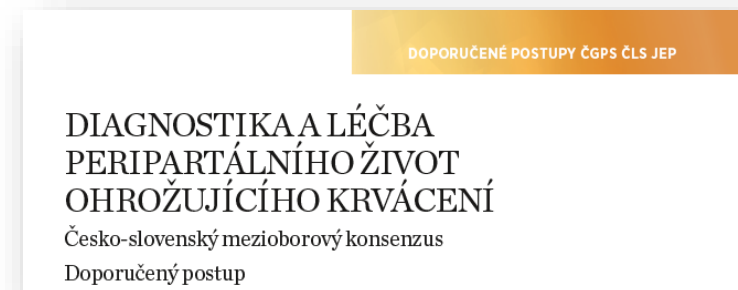 DOPORUČENÉ POSTUPY ČGPS ČLS JEP
DIAGNOSTIKA A LÉČBA
PERIPARTÁLNÍHO ŽIVOT
OHROŽUJÍCÍHO KRVÁCENÍ
Česko-slovenský mezioborový konsenzus
Doporučený postup